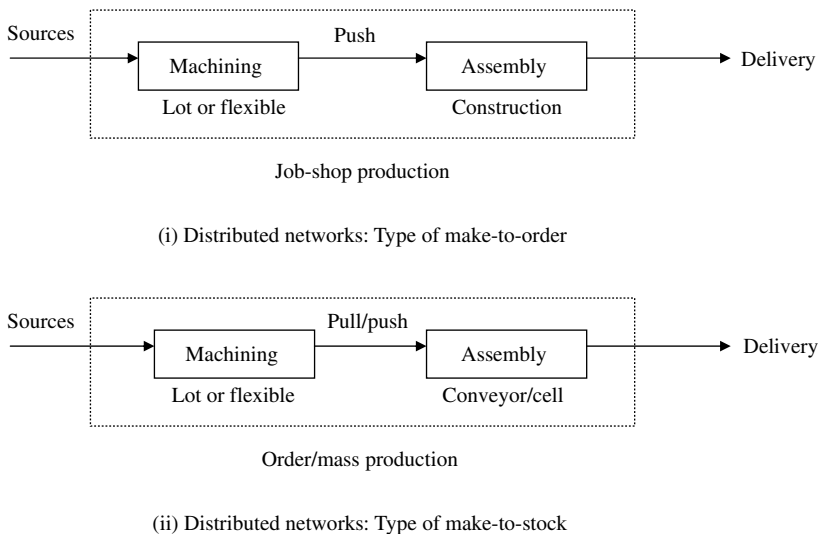 Sources
Push
Machining
Assembly
Delivery
Lot or flexible
Construction
Job-shop production
(i) Distributed networks: Type of make-to-order
Sources
Pull/push
Machining
Assembly
Delivery
Lot or flexible
Conveyor/cell
Order/mass production
(ii) Distributed networks: Type of make-to-stock